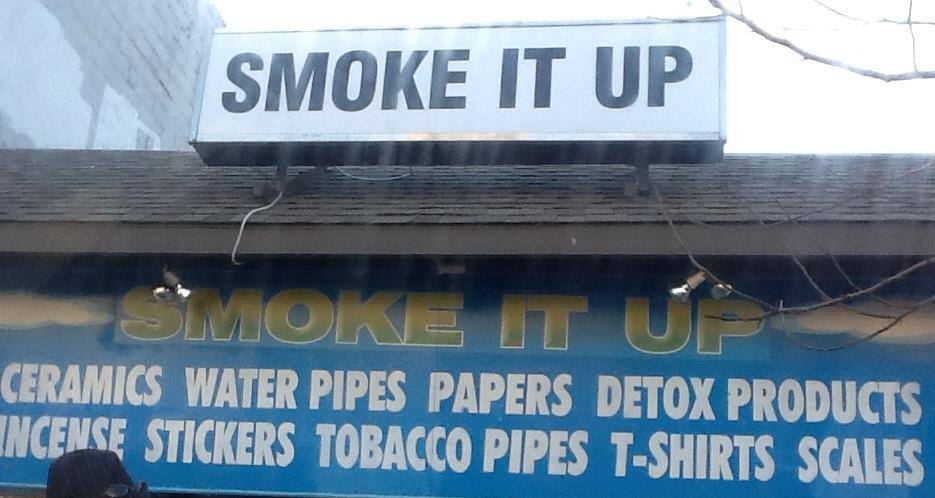 SMOKE IT UP
SMOKE IT UP
CERAMICS WATER PIPES PAPERS DETOX PRODUCTS
INCENSE STICKERS TOBACCO PIPES T-SHIRTS SCALES